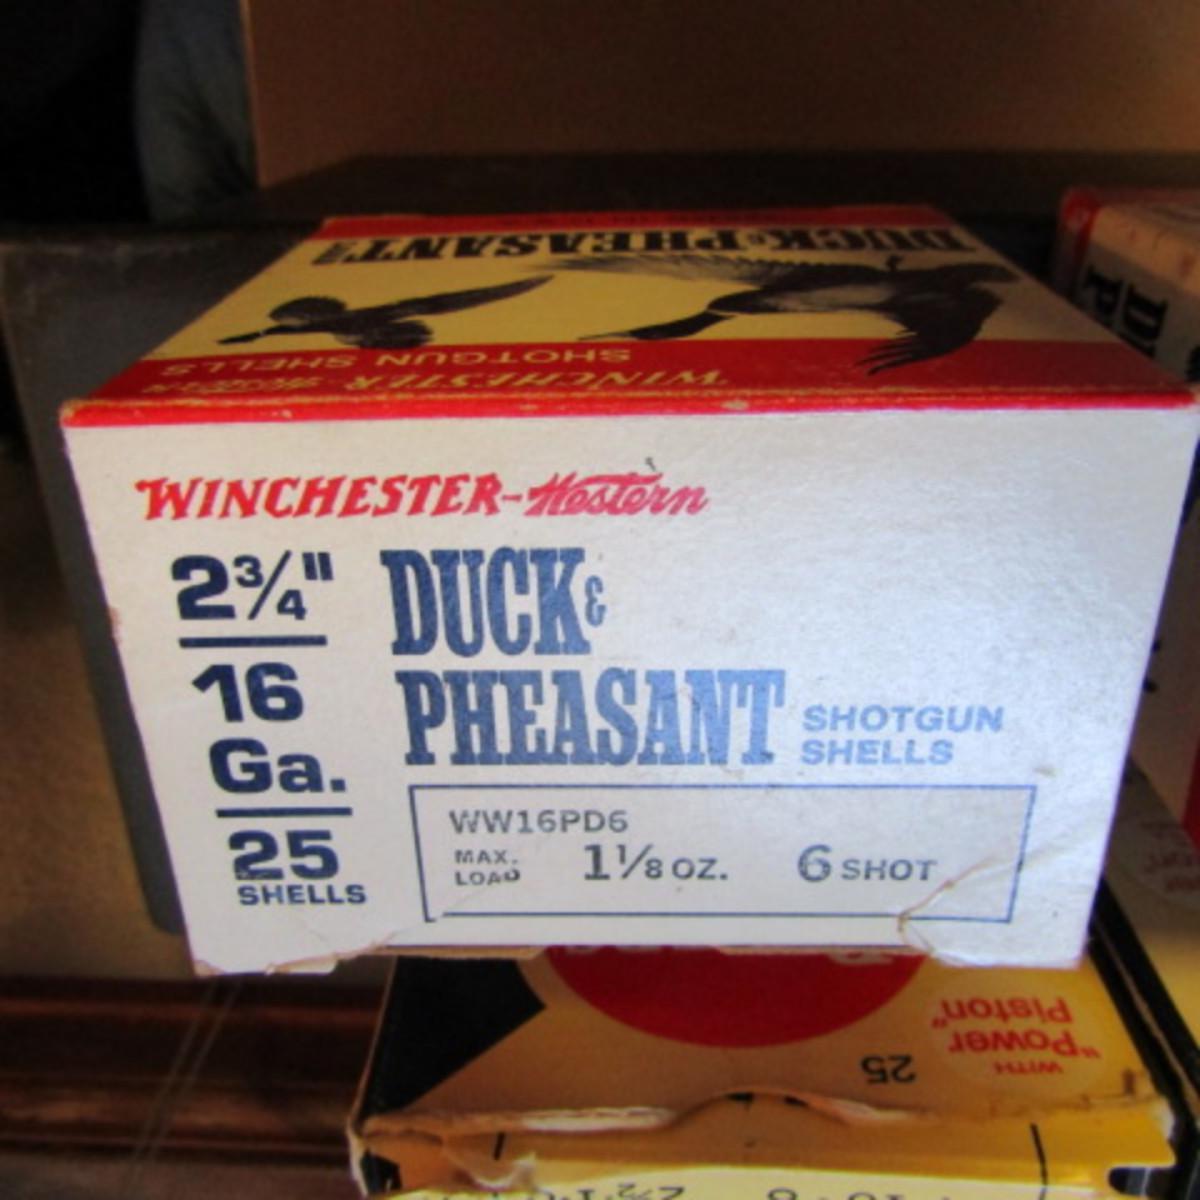 DUCK & PHEASANT
WINCHESTER-Western
SHOTGUN SHELLS
WINCHESTER-Western
2¾"
16
Ga.
25
SHELLS
DUCK &
PHEASANT SHOTGUN
SHELLS
WW16PD6
MAX.
LOAD 1⅛ OZ. 6 SHOT
WITH
"Power
Piston"
25